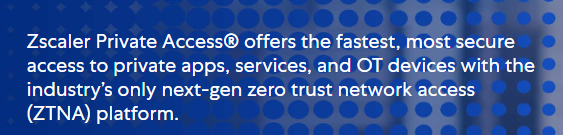 Zscaler Private Access® offers the fastest, most secure
access to private apps, services, and OT devices with the
industry's only next-gen zero trust network access
(ZTNA) platform.